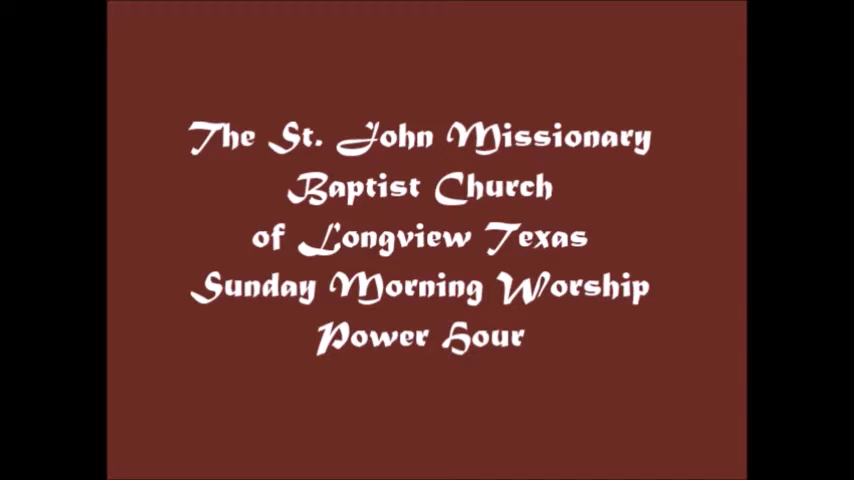 The St. John Missionary
Baptist Church
of Longview Texas
Sunday Morning Worship
Power Hour